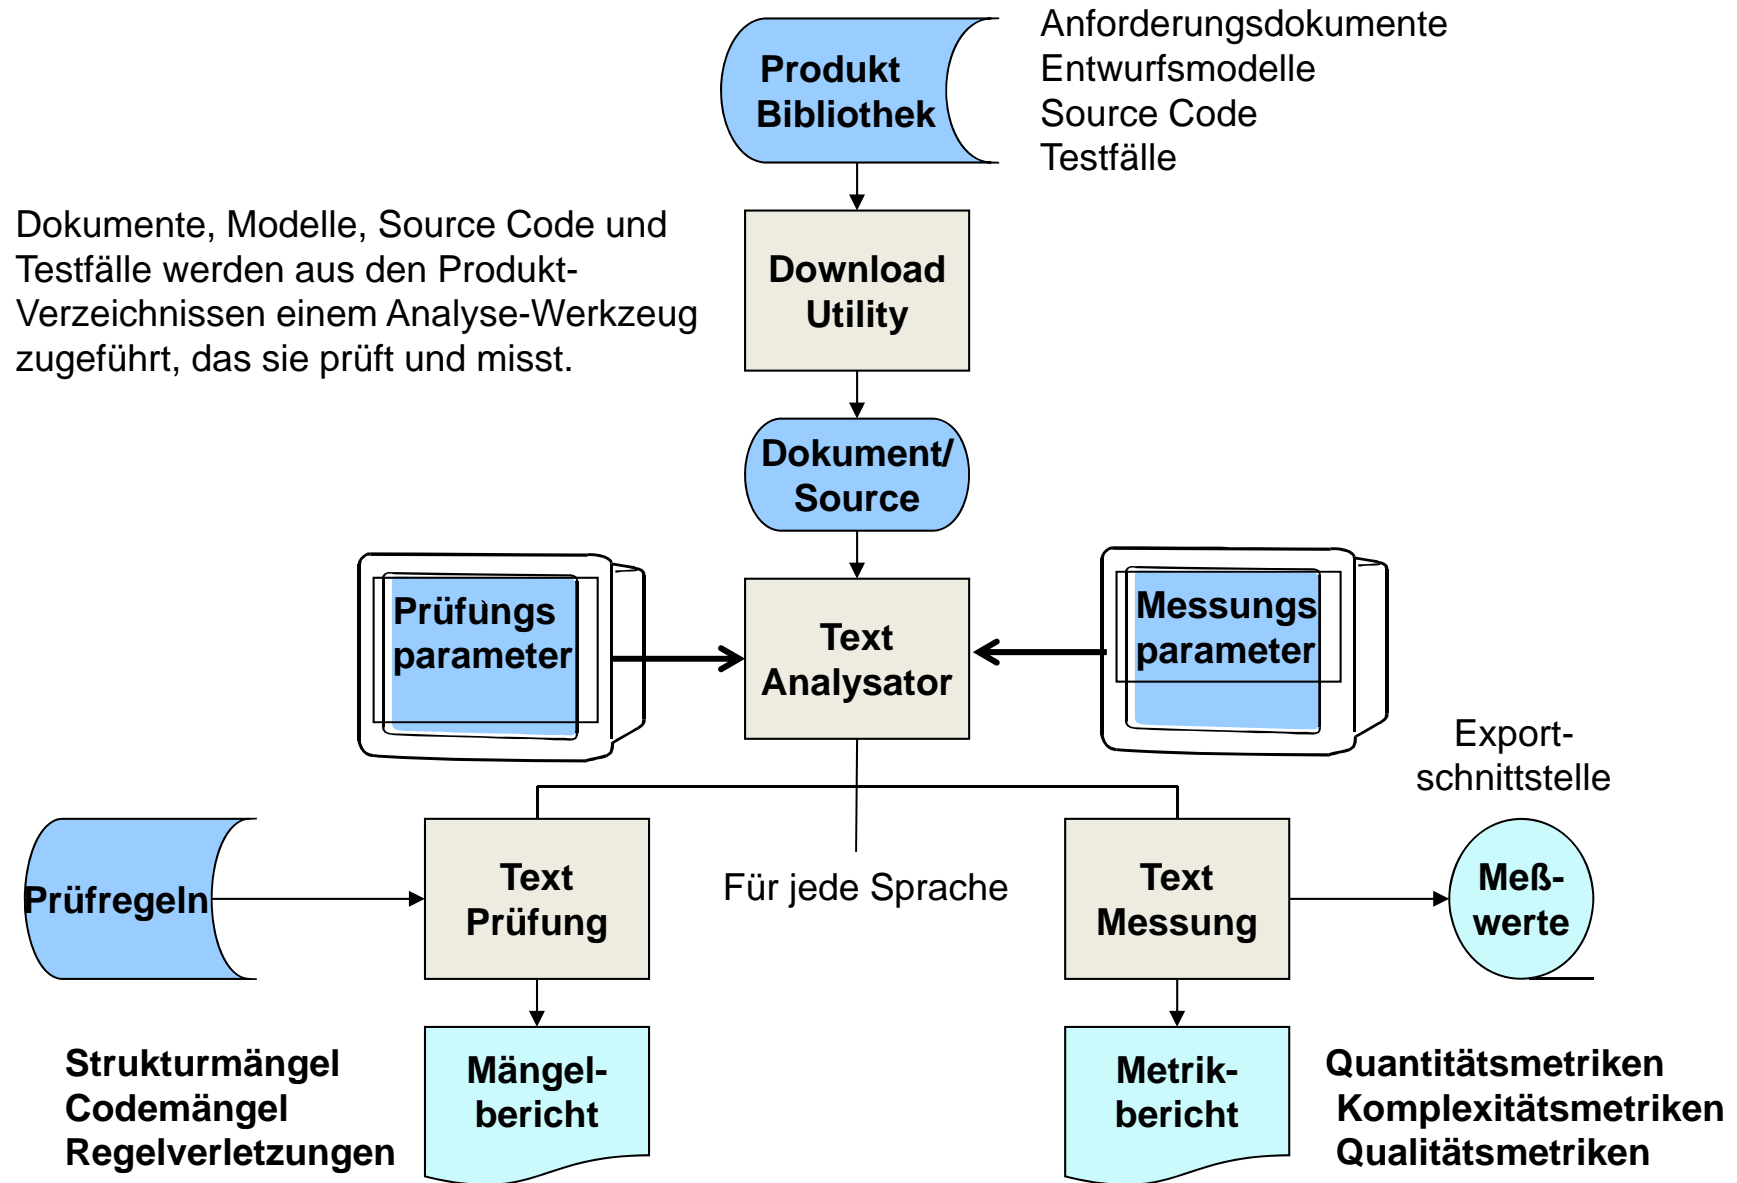 Produkt
Bibliothek
Anforderungsdokumente
Entwurfsmodelle
Source Code
Testfälle
Dokumente, Modelle, Source Code und
Testfälle werden aus den Produkt-
Verzeichnissen einem Analyse-Werkzeug
zugeführt, das sie prüft und misst.
Download
Utility
Dokument/
Source
Prüfungs
parameter
Text
Analysator
Messungs
parameter
Export-
schnittstelle
Prüfregeln
Text
Prüfung
Für jede Sprache
Text
Messung
Meß-
werte
Strukturmängel
Codemängel
Regelverletzungen
Mängel-
bericht
Metrik-
bericht
Quantitätsmetriken
Komplexitätsmetriken
Qualitätsmetriken